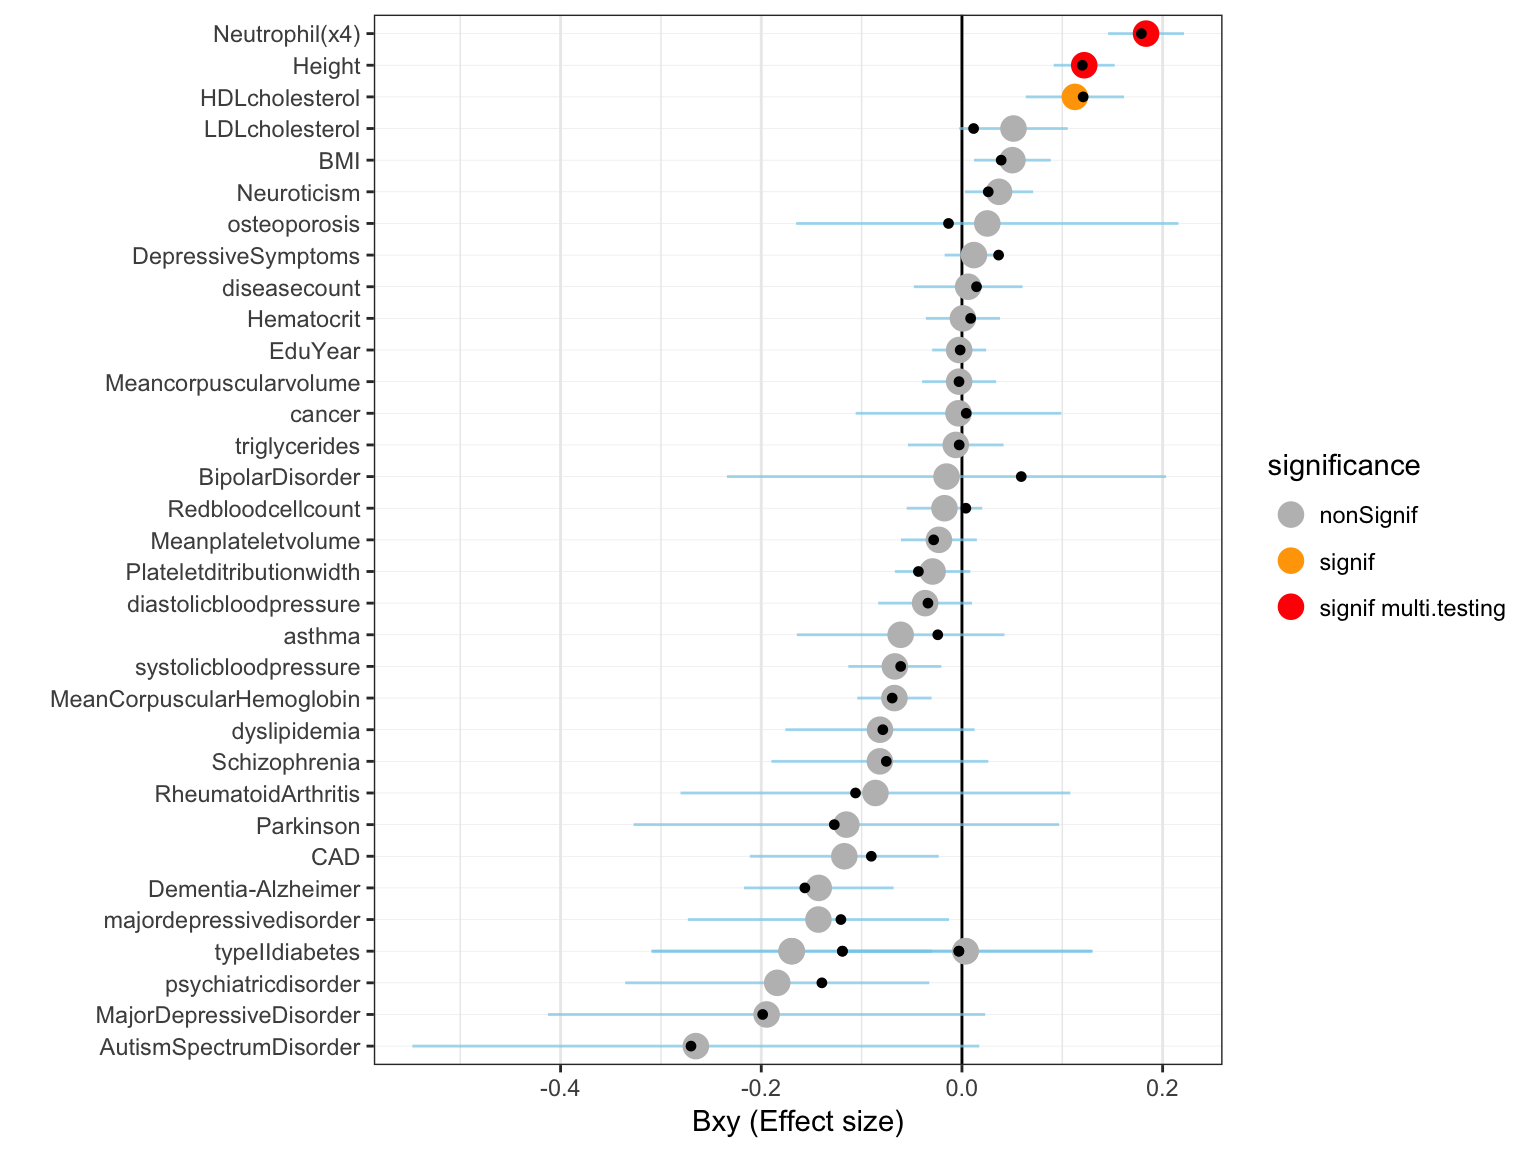 Neutrophil(x4)
Height
HDLcholesterol
LDLcholesterol
BMI
Neuroticism
osteoporosis
DepressiveSymptoms
diseasecount
Hematocrit
EduYear
Meancorpuscularvolume
cancer
triglycerides
BipolarDisorder
Redbloodcellcount
Meanplateletvolume
Plateletditributionwidth
diastolicbloodpressure
asthma
systolicbloodpressure
MeanCorpuscularHemoglobin
dyslipidemia
Schizophrenia
RheumatoidArthritis
Parkinson
CAD
Dementia-Alzheimer
majordepressivedisorder
typeIIdiabetes
psychiatricdisorder
MajorDepressiveDisorder
AutismSpectrumDisorder
-0.4 -0.2 0.0 0.2
Bxy (Effect size)
significance
nonSignif
signif
signif multi.testing